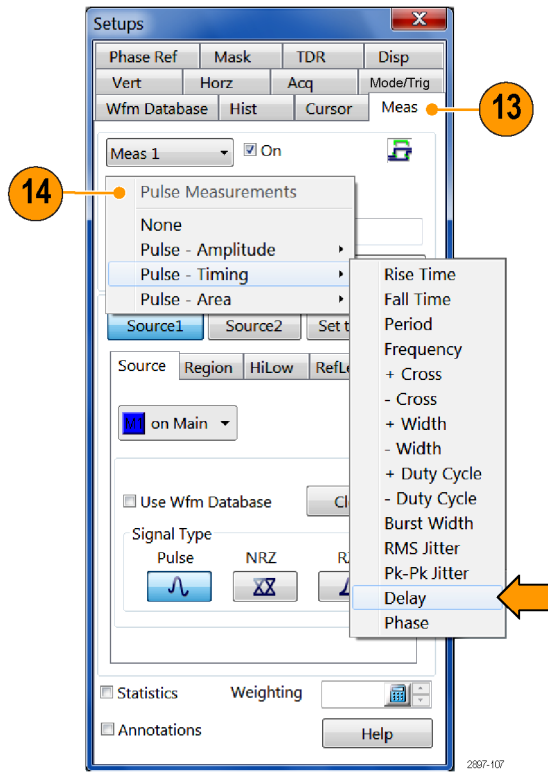 Setups
X
Phase Ref Mask TDR Disp
Vert Horz Acq Mode/Trig
Wfm Database Hist Cursor Meas
13
Meas 1 On
14
Pulse Measurements
None
Pulse - Amplitude
Pulse - Timing
Pulse - Area
Rise Time
Fall Time
Period
Frequency
+ Cross
- Cross
+ Width
- Width
+ Duty Cycle
- Duty Cycle
Burst Width
RMS Jitter
Pk-Pk Jitter
Delay
Phase
Source1 Source2 Set t
Source Region HiLow RefLe
M1 on Main
Use Wfm Database Cl
Signal Type
Pulse NRZ R
Statistics Weighting
Annotations Help
2897-107